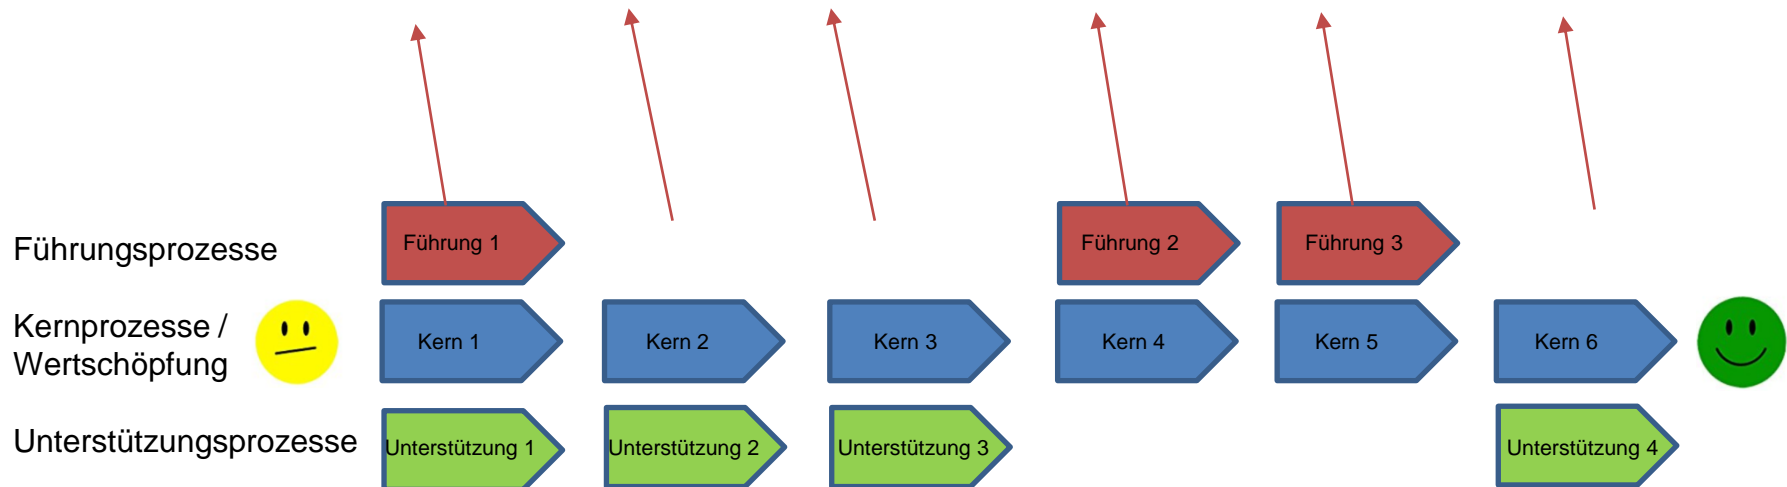 Führungsprozesse
Führung 1
Führung 2
Führung 3
Kernprozesse /
Wertschöpfung
Kern 1
Kern 2
Kern 3
Kern 4
Kern 5
Kern 6
Unterstützungsprozesse
Unterstützung 1
Unterstützung 2
Unterstützung 3
Unterstützung 4